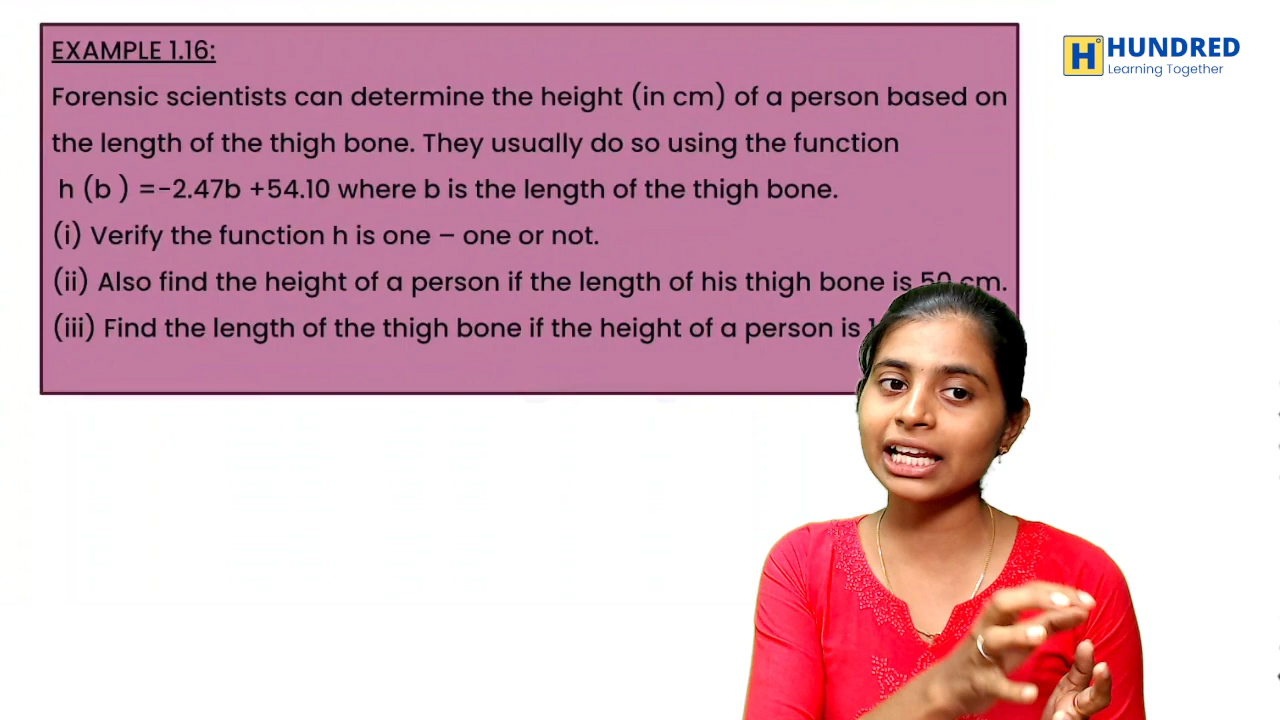 EXAMPLE 1.16:
HUNDRED
Learning Together
Forensic scientists can determine the height (in cm) of a person based on
the length of the thigh bone. They usually do so using the function
h (b ) =-2.47b +54.10 where b is the length of the thigh bone.
(i) Verify the function h is one – one or not.
(ii) Also find the height of a person if the length of his thigh bone is 50 cm.
(iii) Find the length of the thigh bone if the height of a person is